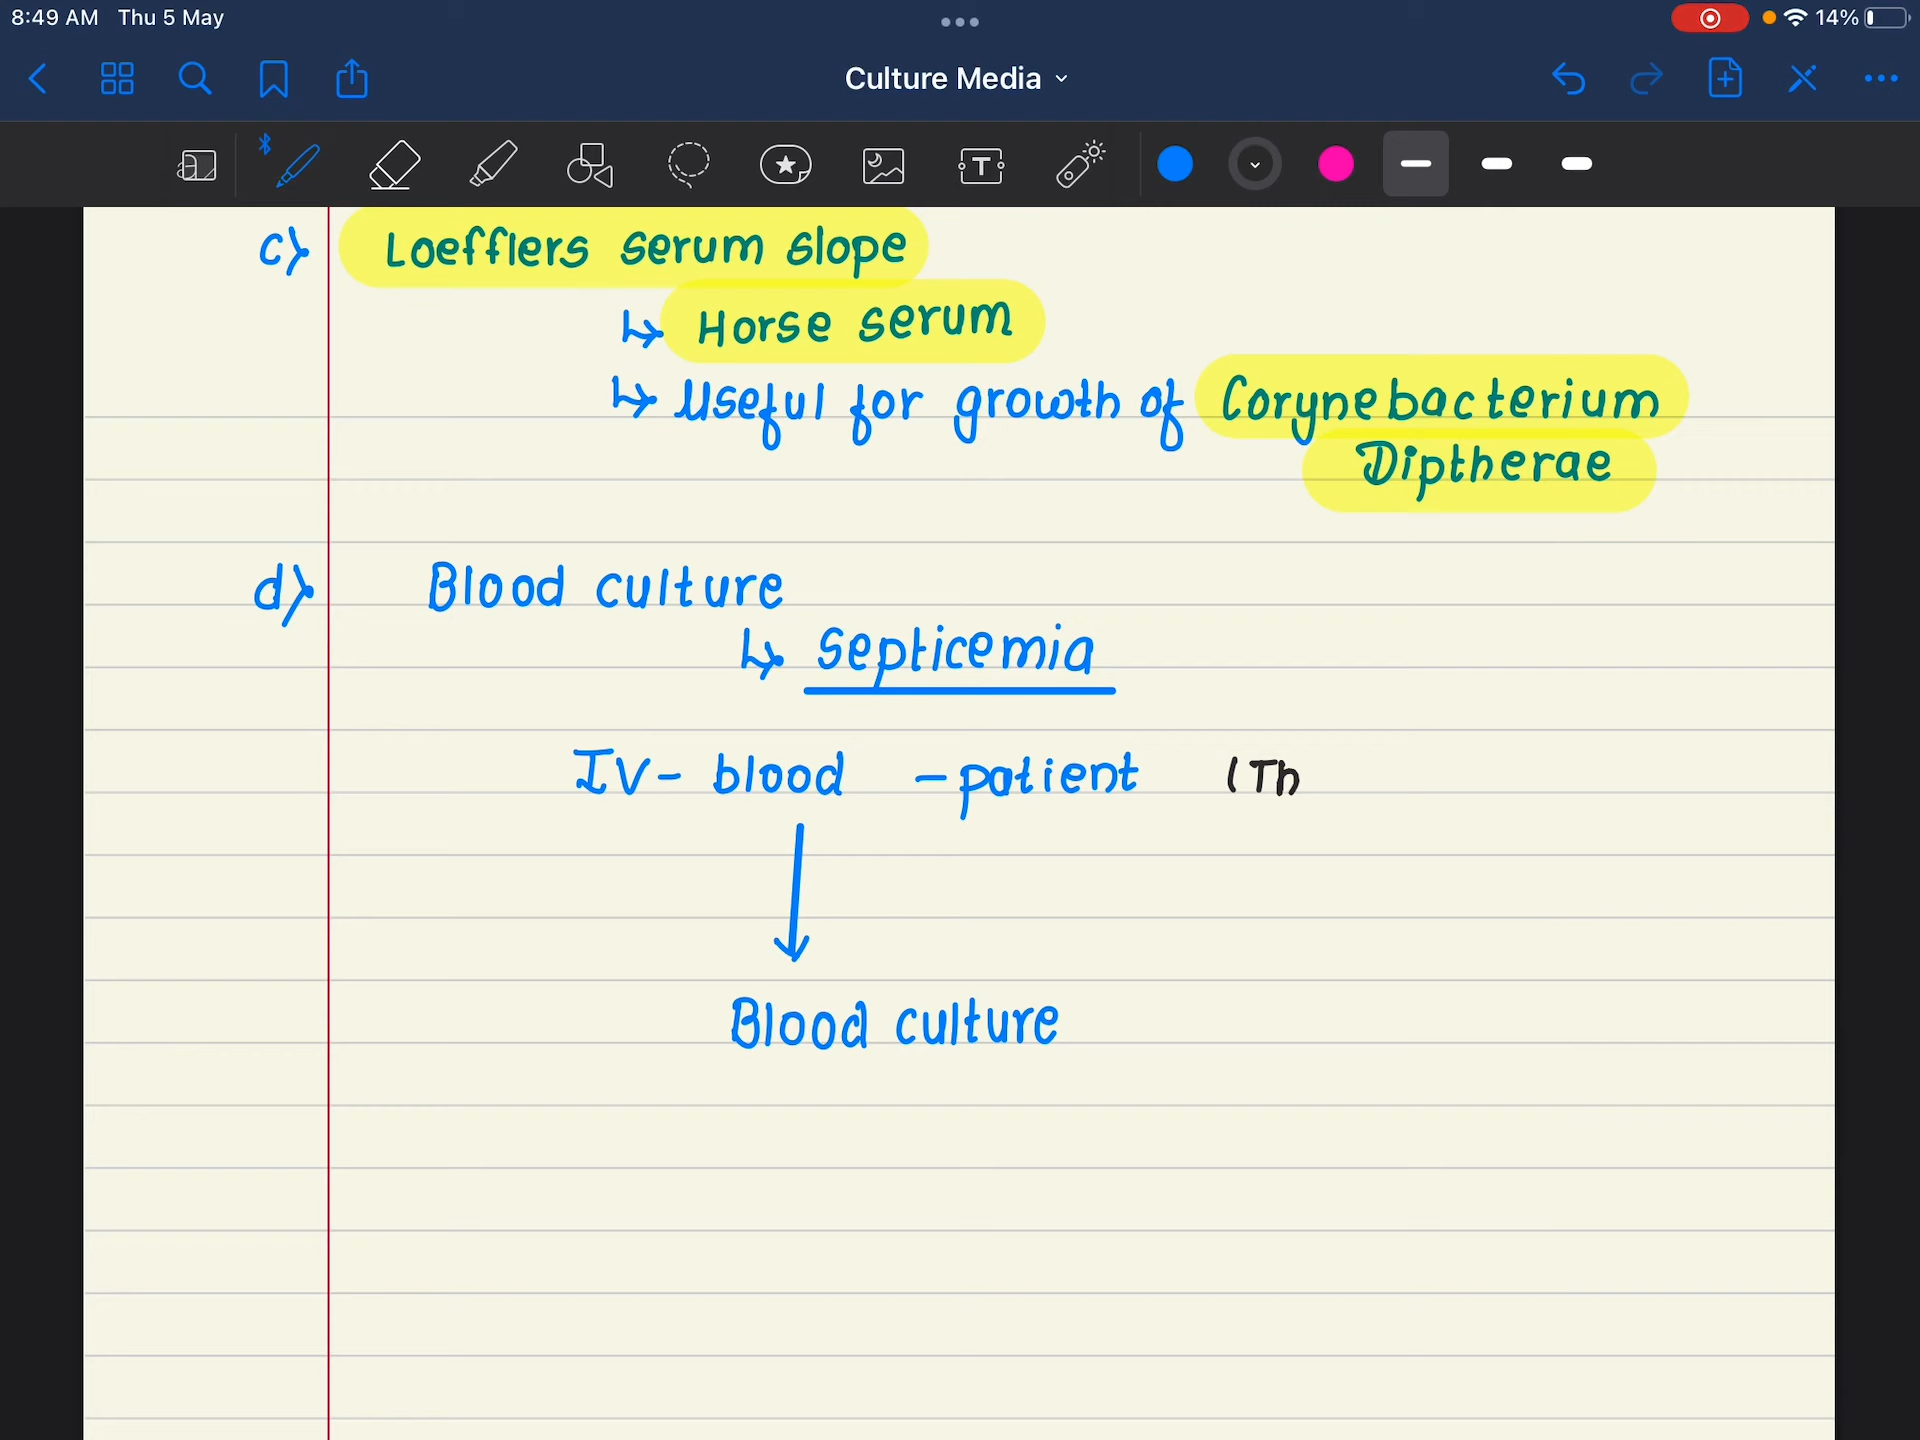 8:49 AM Thu 5 May
14%
Culture Media
c) Loefflers serum slope
↳ Horse serum
↳ Useful for growth of Corynebacterium
Diptherae
d) Blood culture
↳ Septicemia
IV- blood - patient (Th
Blood culture